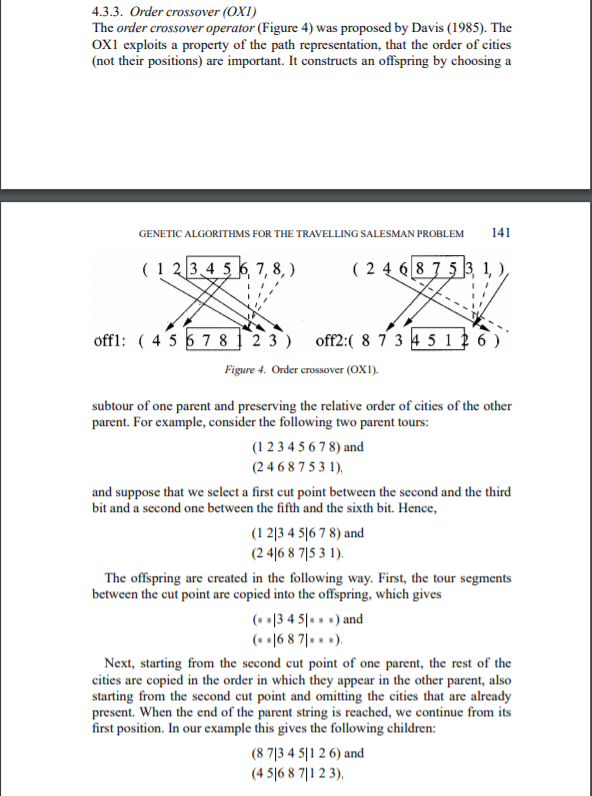 4.3.3. Order crossover (OX1)
The order crossover operator (Figure 4) was proposed by Davis (1985). The
OX1 exploits a property of the path representation, that the order of cities
(not their positions) are important. It constructs an offspring by choosing a
GENETIC ALGORITHMS FOR THE TRAVELLING SALESMAN PROBLEM 141
( 1 2 3 4 5 6, 7, 8, ) ( 2 4 6 8 7 5 3, 1, )
off1: ( 4 5 6 7 8 1 2 3 ) off2:( 8 7 3 4 5 1 2 6 )
Figure 4. Order crossover (OX1).
subtour of one parent and preserving the relative order of cities of the other
parent. For example, consider the following two parent tours:
(1 2 3 4 5 6 7 8) and
(2 4 6 8 7 5 3 1),
and suppose that we select a first cut point between the second and the third
bit and a second one between the fifth and the sixth bit. Hence,
(1 2|3 4 5|6 7 8) and
(2 4|6 8 7|5 3 1).
The offspring are created in the following way. First, the tour segments
between the cut point are copied into the offspring, which gives
(* *|3 4 5|* * *) and
(* *|6 8 7|* * *).
Next, starting from the second cut point of one parent, the rest of the
cities are copied in the order in which they appear in the other parent, also
starting from the second cut point and omitting the cities that are already
present. When the end of the parent string is reached, we continue from its
first position. In our example this gives the following children:
(8 7|3 4 5|1 2 6) and
(4 5|6 8 7|1 2 3),